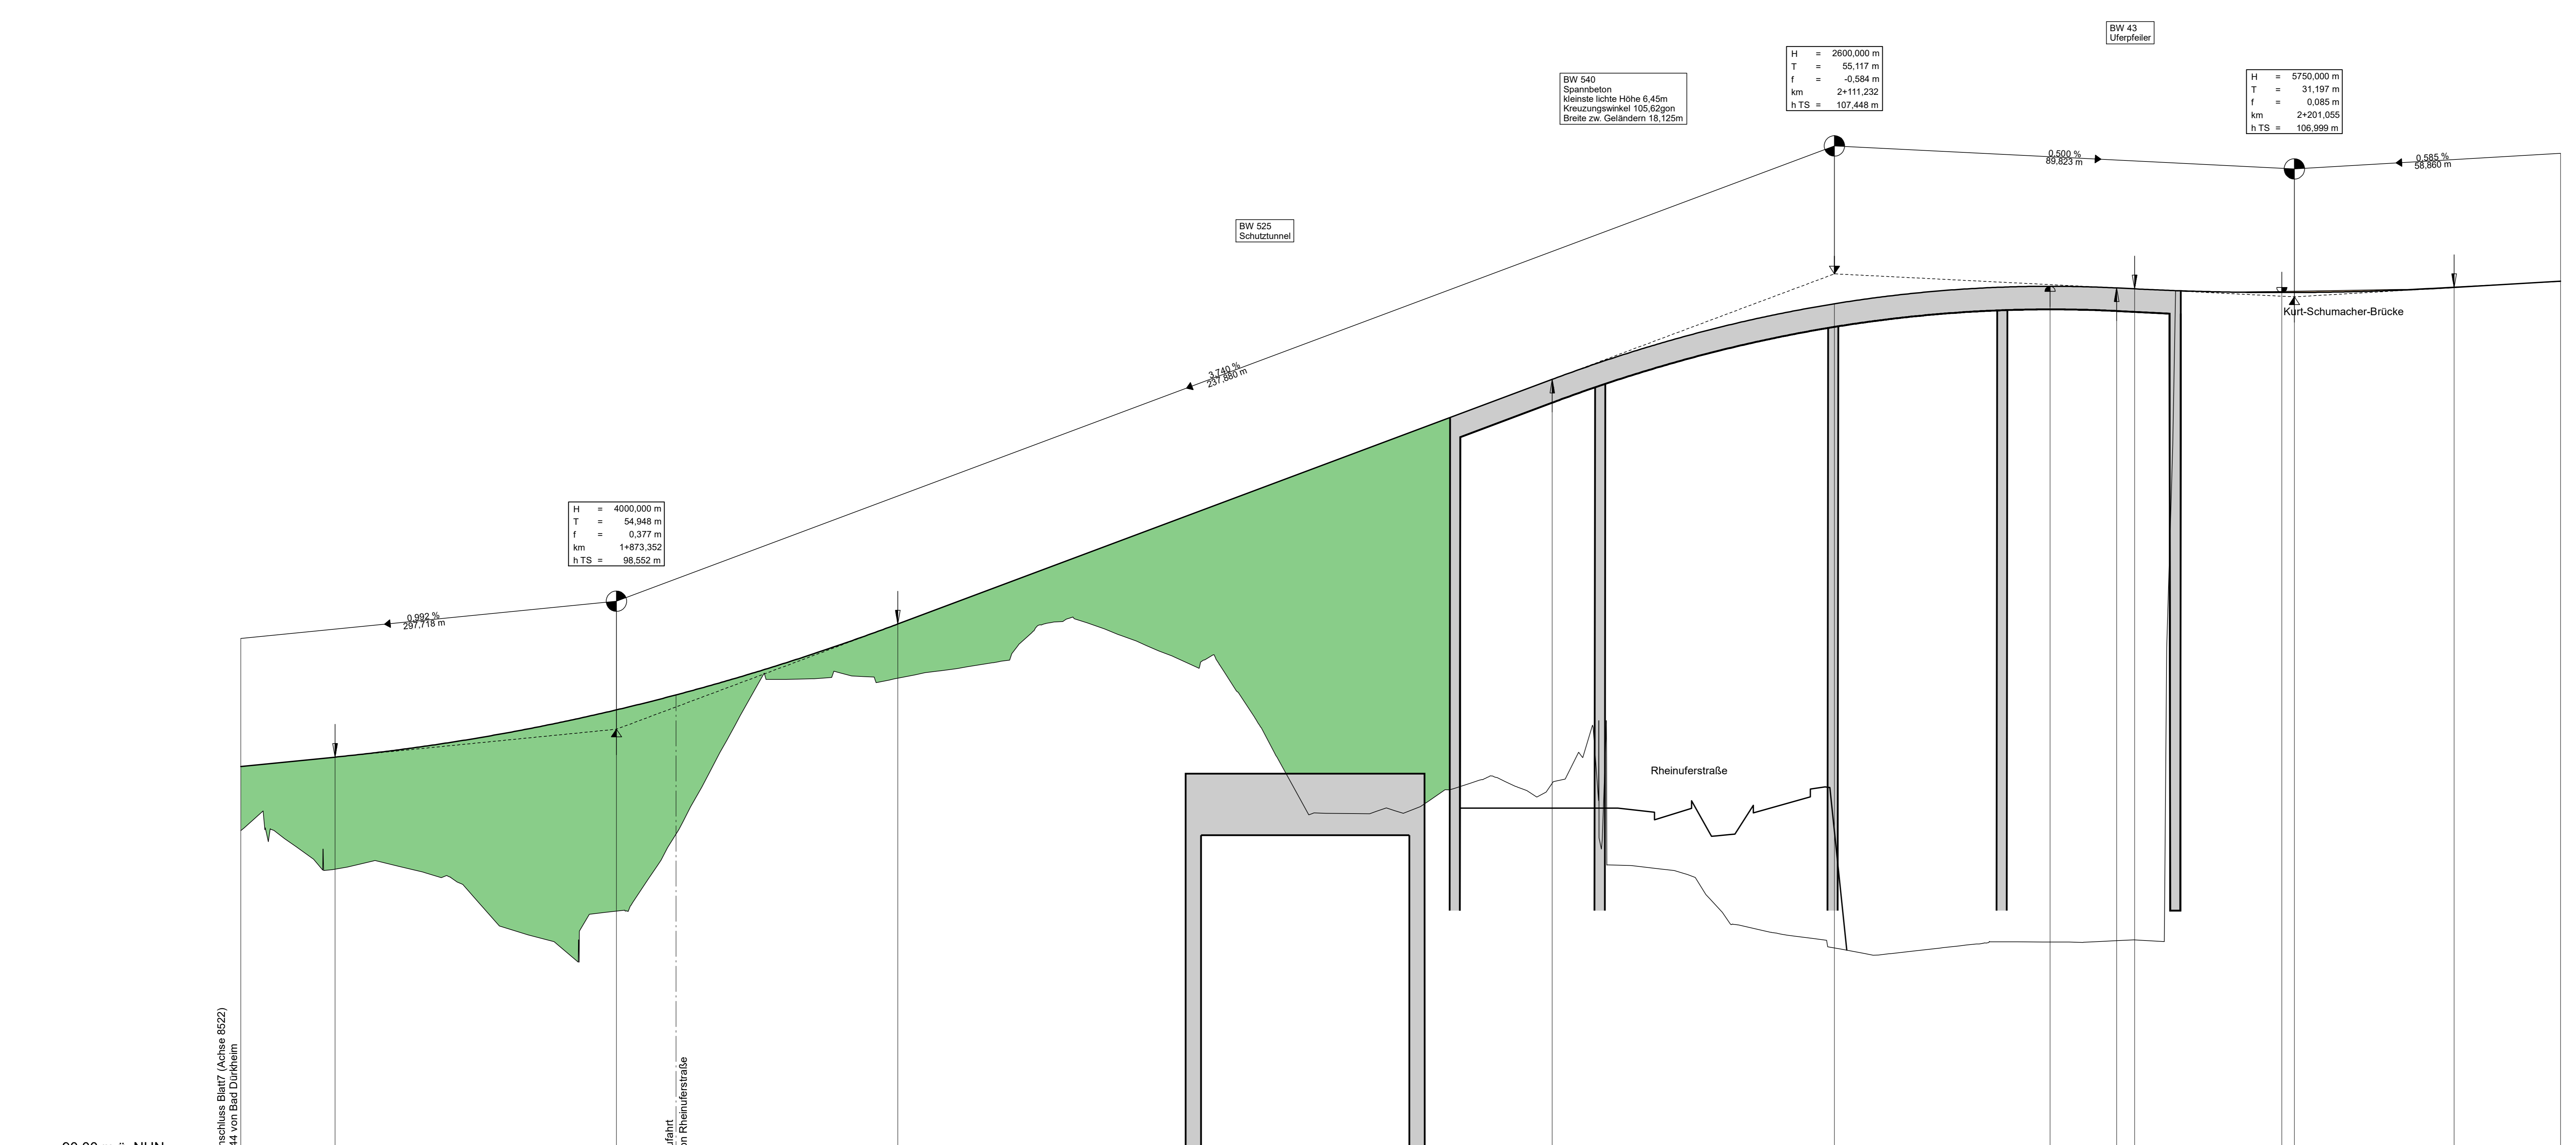 BW 43
Uferpfeiler
H = 2600,000 m
T = 55,117 m
f = -0,584 m
km 2+111,232
h TS = 107,448 m
H = 5750,000 m
T = 31,197 m
f = 0,085 m
km 2+201,055
h TS = 106,999 m
BW 540
Spannbeton
kleinste lichte Höhe 6,45m
Kreuzungswinkel 105,62gon
Breite zw. Geländern 18,125m
0,500 %
89,823 m
0,585 %
58,860 m
BW 525
Schutztunnel
Kurt-Schumacher-Brücke
3,740 %
237,880 m
H = 4000,000 m
T = 54,948 m
f = 0,377 m
km 1+873,352
h TS = 98,552 m
0,992 %
297,718 m
Rheinuferstraße
nschluss Blatt7 (Achse 8522)
44 von Bad Dürkheim
ufahrt
on Rheinuferstraße